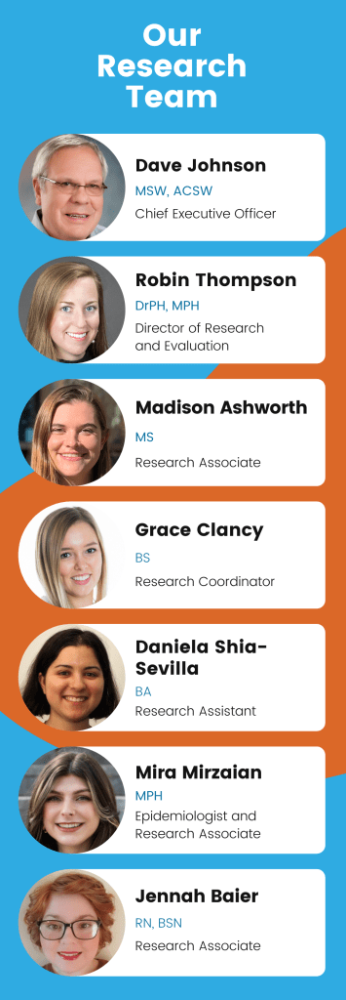 Our
Research
Team
Dave Johnson
MSW, ACSW
Chief Executive Officer
Robin Thompson
DrPH, MPH
Director of Research
and Evaluation
Madison Ashworth
MS
Research Associate
Grace Clancy
BS
Research Coordinator
Daniela Shia-
Sevilla
BA
Research Assistant
Mira Mirzaian
MPH
Epidemiologist and
Research Associate
Jennah Baier
RN, BSN
Research Associate